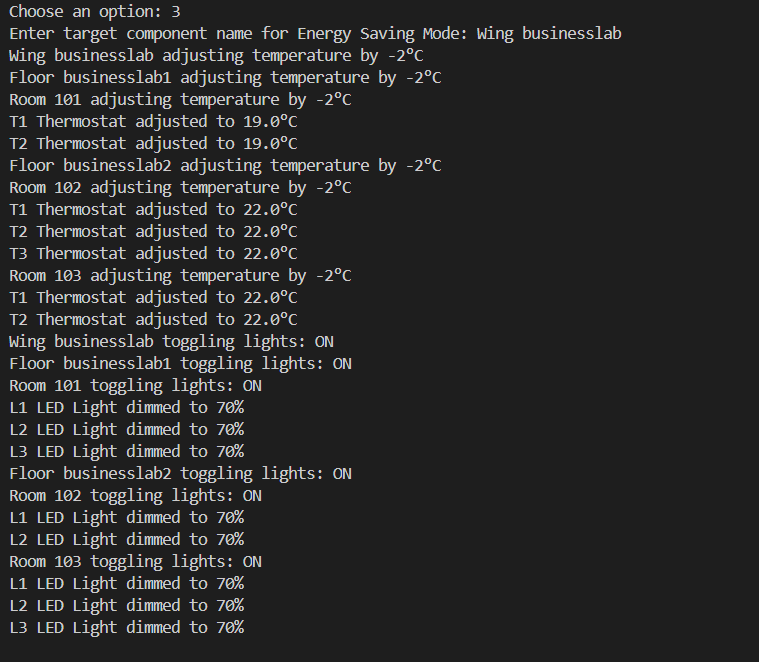 Choose an option: 3
Enter target component name for Energy Saving Mode: Wing businesslab
Wing businesslab adjusting temperature by -2°C
Floor businesslab1 adjusting temperature by -2°C
Room 101 adjusting temperature by -2°C
T1 Thermostat adjusted to 19.0°C
T2 Thermostat adjusted to 19.0°C
Floor businesslab2 adjusting temperature by -2°C
Room 102 adjusting temperature by -2°C
T1 Thermostat adjusted to 22.0°C
T2 Thermostat adjusted to 22.0°C
T3 Thermostat adjusted to 22.0°C
Room 103 adjusting temperature by -2°C
T1 Thermostat adjusted to 22.0°C
T2 Thermostat adjusted to 22.0°C
Wing businesslab toggling lights: ON
Floor businesslab1 toggling lights: ON
Room 101 toggling lights: ON
L1 LED Light dimmed to 70%
L2 LED Light dimmed to 70%
L3 LED Light dimmed to 70%
Floor businesslab2 toggling lights: ON
Room 102 toggling lights: ON
L1 LED Light dimmed to 70%
L2 LED Light dimmed to 70%
Room 103 toggling lights: ON
L1 LED Light dimmed to 70%
L2 LED Light dimmed to 70%
L3 LED Light dimmed to 70%